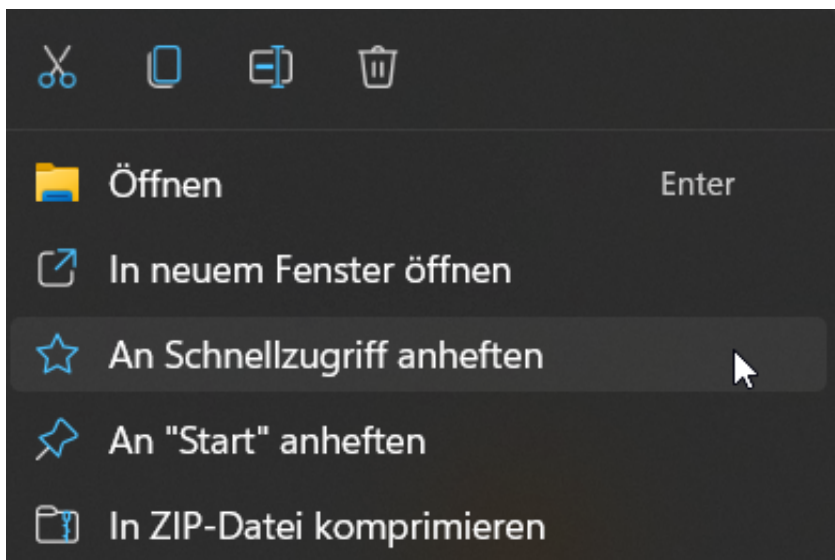 Öffnen Enter
In neuem Fenster öffnen
An Schnellzugriff anheften
An "Start" anheften
In ZIP-Datei komprimieren